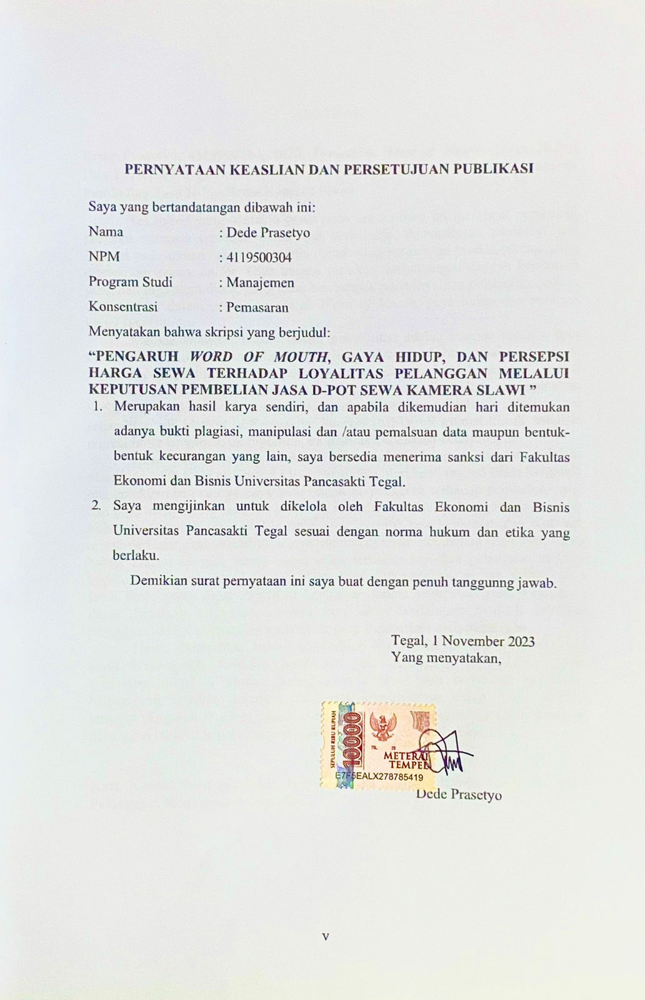 PERNYATAAN KEASLIAN DAN PERSETUJUAN PUBLIKASI
Saya yang bertandatangan dibawah ini:
Nama : Dede Prasetyo
NPM : 4119500304
Program Studi : Manajemen
Konsentrasi : Pemasaran
Menyatakan bahwa skripsi yang berjudul:
“PENGARUH WORD OF MOUTH, GAYA HIDUP, DAN PERSEPSI
HARGA SEWA TERHADAP LOYALITAS PELANGGAN MELALUI
KEPUTUSAN PEMBELIAN JASA D-POT SEWA KAMERA SLAWI ”
1. Merupakan hasil karya sendiri, dan apabila dikemudian hari ditemukan
adanya bukti plagiasi, manipulasi dan /atau pemalsuan data maupun bentuk-
bentuk kecurangan yang lain, saya bersedia menerima sanksi dari Fakultas
Ekonomi dan Bisnis Universitas Pancasakti Tegal.
2. Saya mengijinkan untuk dikelola oleh Fakultas Ekonomi dan Bisnis
Universitas Pancasakti Tegal sesuai dengan norma hukum dan etika yang
berlaku.
Demikian surat pernyataan ini saya buat dengan penuh tanggunng jawab.
Tegal, 1 November 2023
Yang menyatakan,
SEPULUH RIBU RUPIAH
10000
TGL. 20
METERAI
TEMPEL
E7F5EALX278785419
Dede Prasetyo
v